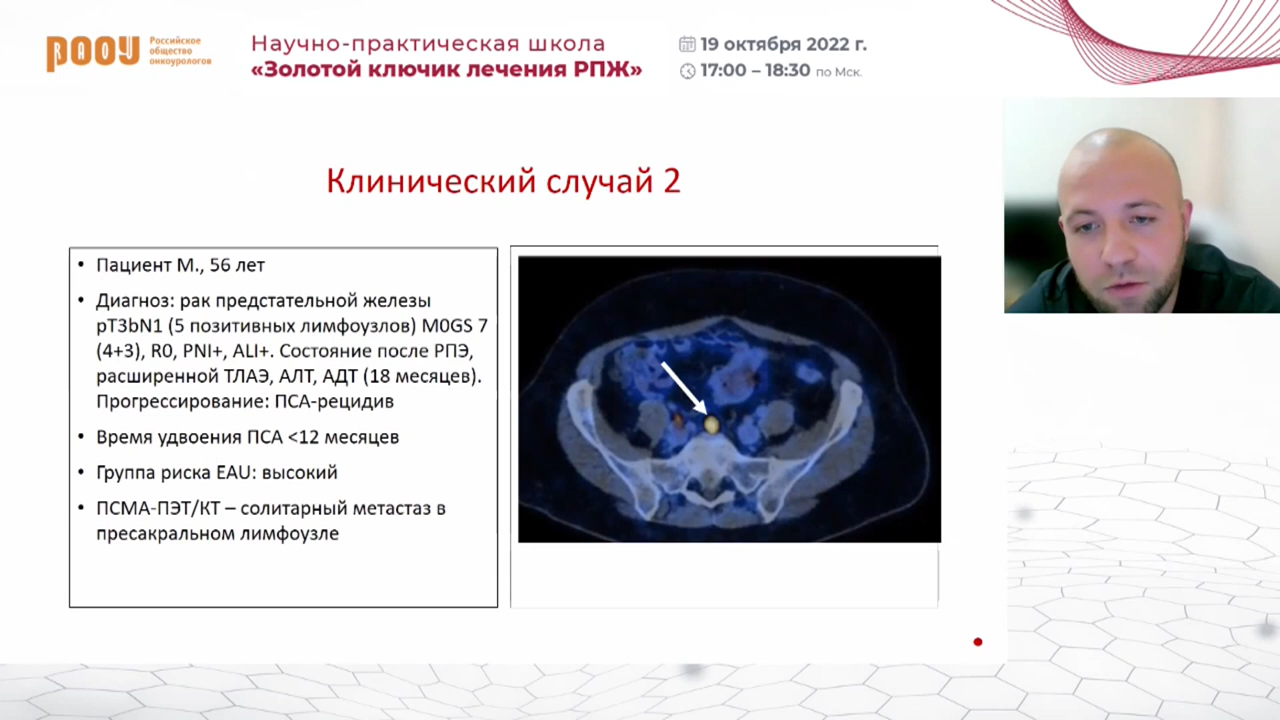 РООУ
RAOU
Российское
общество
онкоурологов
Научно-практическая школа
«Золотой ключик лечения РПЖ»
19 октября 2022 г.
17:00 – 18:30 по Мск.
Клинический случай 2
• Пациент М., 56 лет
• Диагноз: рак предстательной железы
pT3bN1 (5 позитивных лимфоузлов) M0GS 7
(4+3), R0, PNI+, ALI+. Состояние после РПЭ,
расширенной ТЛАЭ, АЛТ, АДТ (18 месяцев).
Прогрессирование: ПСА-рецидив
• Время удвоения ПСА <12 месяцев
• Группа риска EAU: высокий
• ПСМА-ПЭТ/КТ – солитарный метастаз в
пресакральном лимфоузле